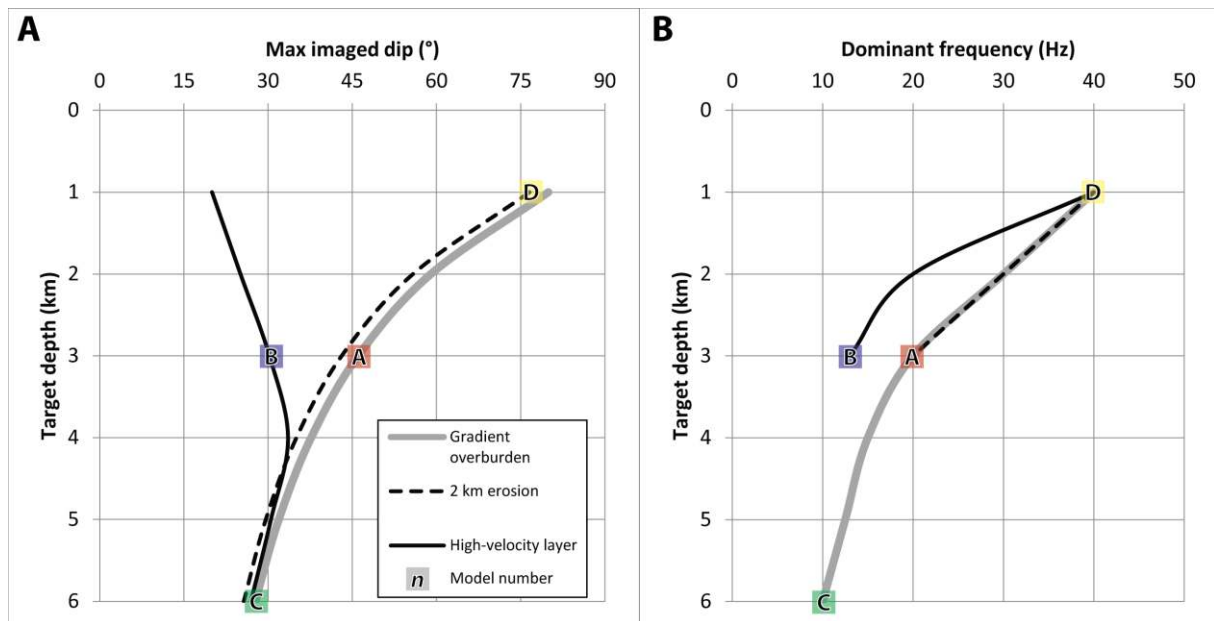 A
Max imaged dip (°)
0 15 30 45 60 75 90
Target depth (km)
0
1
2
3
4
5
6
D
B
A
C
Gradient
overburden
2 km erosion
High-velocity layer
n Model number
B
Dominant frequency (Hz)
0 10 20 30 40 50
Target depth (km)
0
1
2
3
4
5
6
D
B
A
C